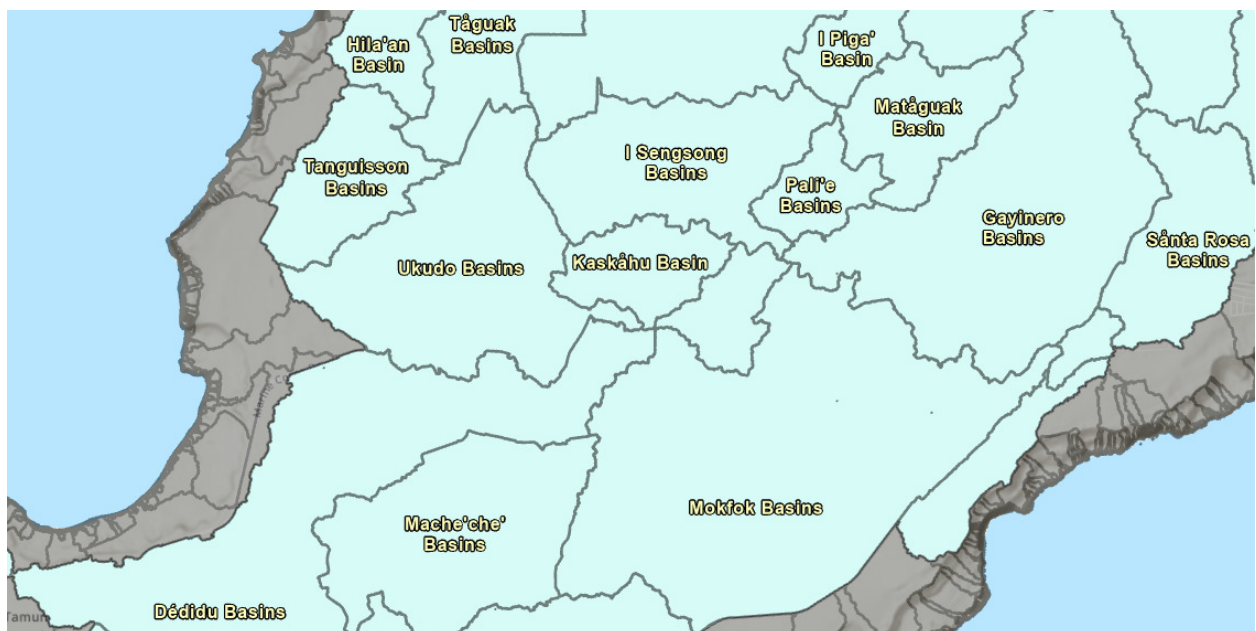 Tåguak
Basins
Hila'an
Basin
I Piga'
Basin
Matåguak
Basin
I Sengsong
Basins
Tanguisson
Basins
Pali'e
Basins
Gayinero
Basins
Sånta Rosa
Basins
Ukudo Basins
Kaskåhu Basin
Mokfok Basins
Mache'che'
Basins
Dédidu Basins